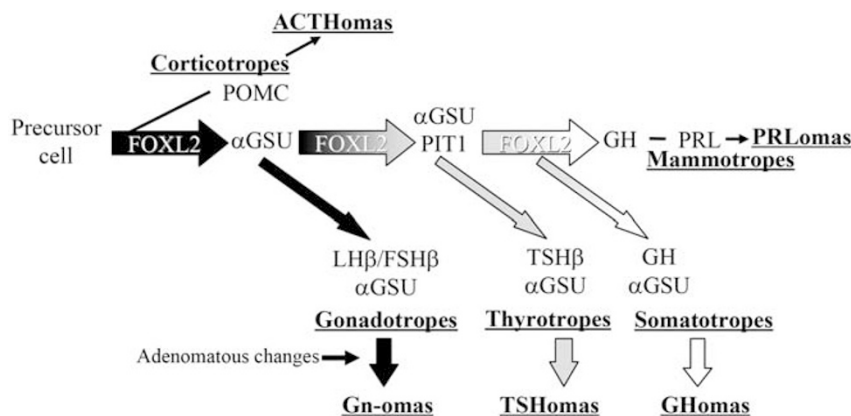 ACTHomas
Corticotropes
POMC
Precursor
cell
FOXL2
αGSU
FOXL2
αGSU
PIT1
FOXL2
GH
PRL
PRLomas
Mammotropes
LHβ/FSHβ
αGSU
Gonadotropes
TSHβ
αGSU
Thyrotropes
GH
αGSU
Somatotropes
Adenomatous changes
Gn-omas
TSHomas
GHomas